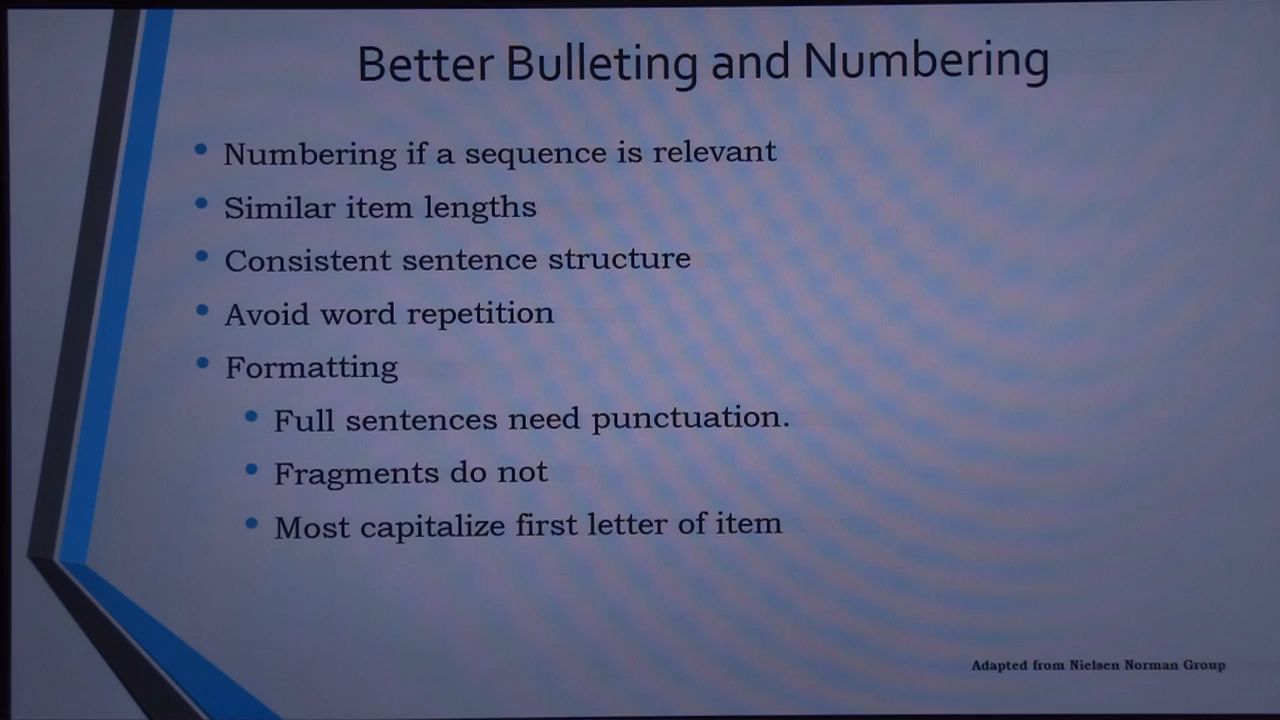 Better Bulleting and Numbering
• Numbering if a sequence is relevant
• Similar item lengths
• Consistent sentence structure
• Avoid word repetition
• Formatting
• Full sentences need punctuation.
• Fragments do not
• Most capitalize first letter of item
Adapted from Nielsen Norman Group